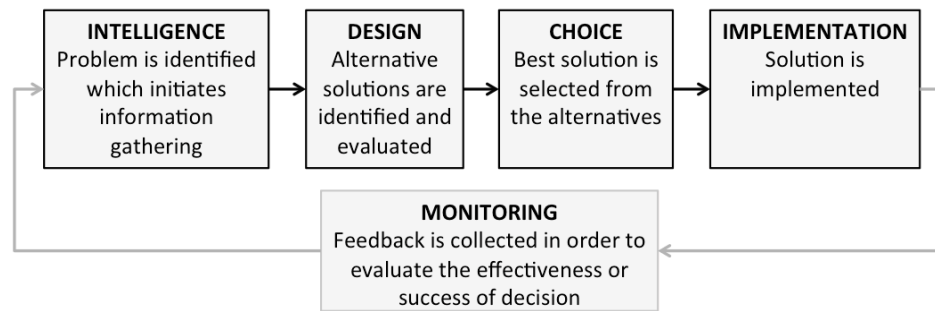 INTELLIGENCE
Problem is identified
which initiates
information
gathering
DESIGN
Alternative
solutions are
identified and
evaluated
CHOICE
Best solution is
selected from
the alternatives
IMPLEMENTATION
Solution is
implemented
MONITORING
Feedback is collected in order to
evaluate the effectiveness or
success of decision